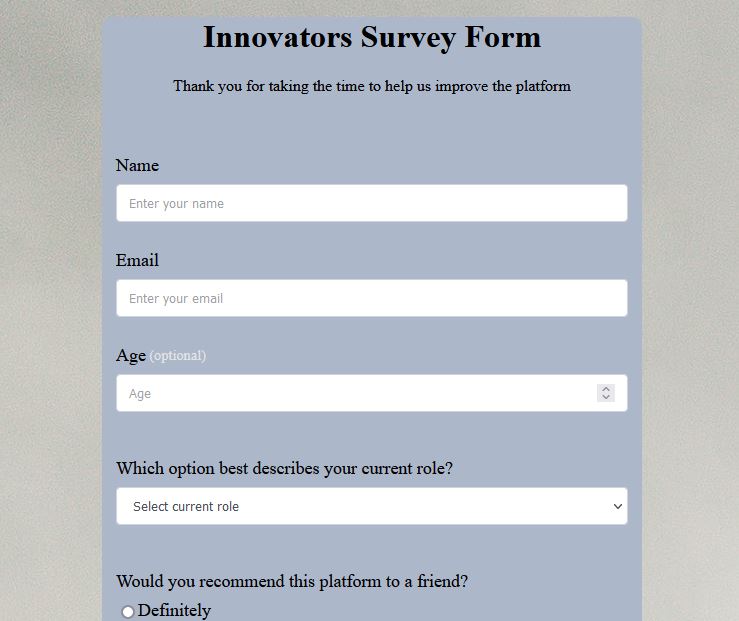 Innovators Survey Form
Thank you for taking the time to help us improve the platform
Name
Enter your name
Email
Enter your email
Age (optional)
Age
Which option best describes your current role?
Select current role
Would you recommend this platform to a friend?
Definitely